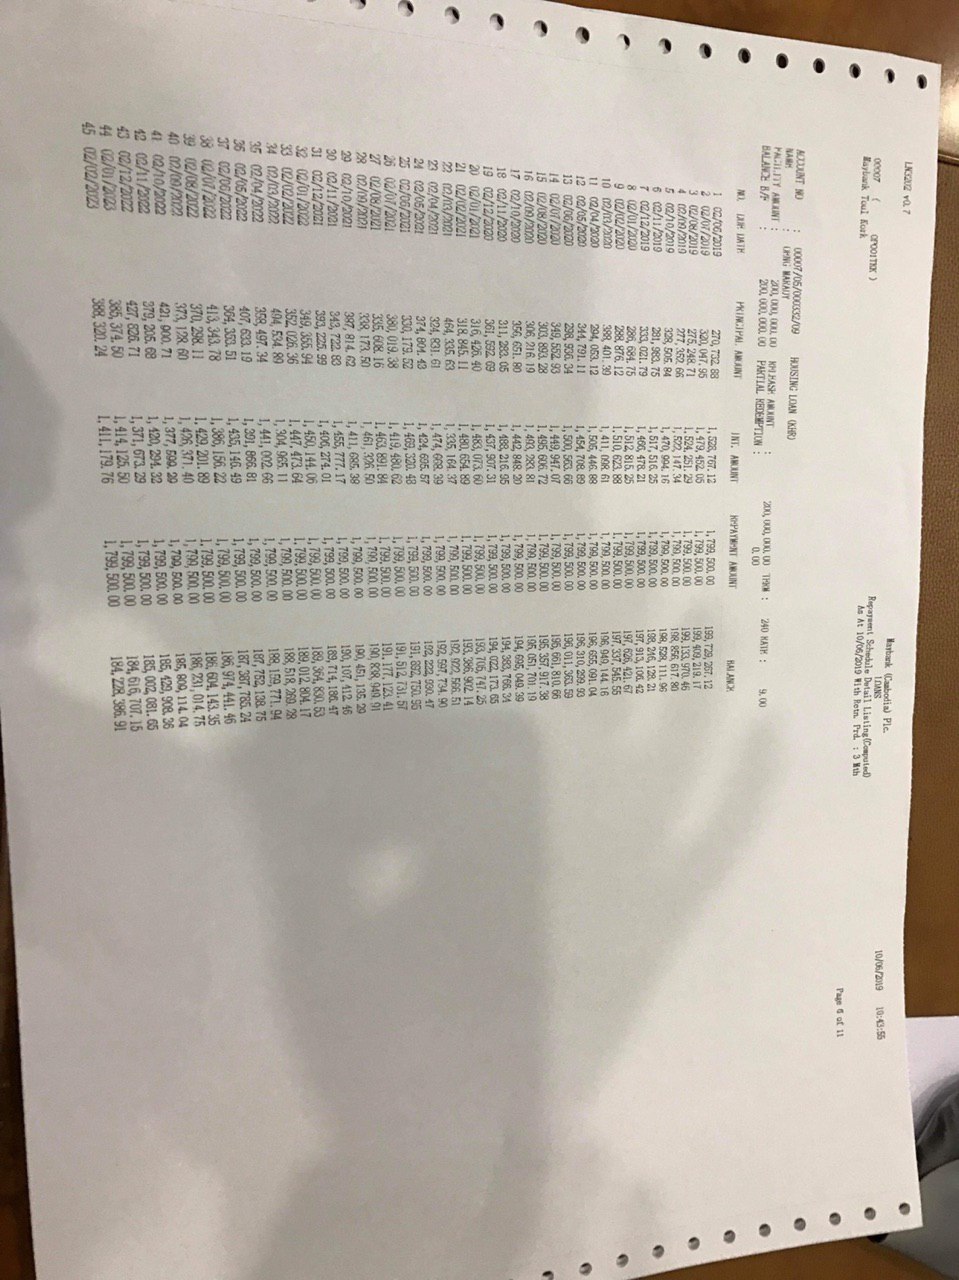 LN3202 v0.7
Maybank (Cambodia) Plc.
10/06/2019 10:43:55
00007 ( OP001TKK )
LOANS
Maybank Toul Kork
Repayment Schedule Detail Listing(Computed)
As At 10/06/2019 With Retn. Prd. : 3 Mth
Page 6 of 11
ACCOUNT NO : 00007/05/000332/09 HOUSING LOAN (KHR)
NAME : MAKADY
FACILITY AMOUNT : 200,000,000.00 RELEASE AMOUNT : 200,000,000.00 TERM : 240 RATE : 9.00
BALANCE B/F : 200,000,000.00 PARTIAL REDEMPTION : 0.00
NO. DUE DATE PRINCIPAL AMOUNT INT. AMOUNT REPAYMENT AMOUNT BALANCE
1 02/06/2019 270,732.88 1,528,767.12 1,799,500.00 199,729,267.12
2 02/07/2019 320,047.95 1,479,452.05 1,799,500.00 199,409,219.17
3 02/08/2019 275,248.71 1,524,251.29 1,799,500.00 199,133,970.46
4 02/09/2019 277,352.66 1,522,147.34 1,799,500.00 198,856,617.80
5 02/10/2019 328,505.84 1,470,994.16 1,799,500.00 198,528,111.96
6 02/11/2019 281,983.75 1,517,516.25 1,799,500.00 198,246,128.21
7 02/12/2019 333,021.79 1,466,478.21 1,799,500.00 197,913,106.42
8 02/01/2020 286,684.75 1,512,815.25 1,799,500.00 197,626,421.67
9 02/02/2020 288,876.12 1,510,623.88 1,799,500.00 197,337,545.55
10 02/03/2020 388,401.39 1,411,098.61 1,799,500.00 196,949,144.16
11 02/04/2020 294,053.12 1,505,446.88 1,799,500.00 196,655,091.04
12 02/05/2020 344,791.11 1,454,708.89 1,799,500.00 196,310,299.93
13 02/06/2020 298,936.34 1,500,563.66 1,799,500.00 196,011,363.59
14 02/07/2020 349,552.93 1,449,947.07 1,799,500.00 195,661,810.66
15 02/08/2020 303,893.28 1,495,606.72 1,799,500.00 195,357,917.38
16 02/09/2020 306,216.19 1,493,283.81 1,799,500.00 195,051,701.19
17 02/10/2020 356,651.80 1,442,848.20 1,799,500.00 194,695,049.39
18 02/11/2020 311,283.05 1,488,216.95 1,799,500.00 194,383,766.34
19 02/12/2020 361,592.69 1,437,907.31 1,799,500.00 194,022,173.65
20 02/01/2021 316,426.40 1,483,073.60 1,799,500.00 193,705,747.25
21 02/02/2021 318,845.11 1,480,654.89 1,799,500.00 193,386,902.14
22 02/03/2021 464,335.63 1,335,164.37 1,799,500.00 192,922,566.51
23 02/04/2021 324,831.61 1,474,668.39 1,799,500.00 192,597,734.90
24 02/05/2021 374,804.43 1,424,695.57 1,799,500.00 192,222,930.47
25 02/06/2021 330,179.52 1,469,320.48 1,799,500.00 191,892,750.95
26 02/07/2021 380,019.38 1,419,480.62 1,799,500.00 191,512,731.57
27 02/08/2021 335,608.16 1,463,891.84 1,799,500.00 191,177,123.41
28 02/09/2021 338,173.50 1,461,326.50 1,799,500.00 190,838,949.91
29 02/10/2021 387,814.62 1,411,685.38 1,799,500.00 190,451,135.29
30 02/11/2021 343,722.83 1,455,777.17 1,799,500.00 190,107,412.46
31 02/12/2021 393,225.99 1,406,274.01 1,799,500.00 189,714,186.47
32 02/01/2022 349,355.94 1,450,144.06 1,799,500.00 189,364,830.53
33 02/02/2022 352,026.36 1,447,473.64 1,799,500.00 189,012,804.17
34 02/03/2022 494,534.89 1,304,965.11 1,799,500.00 188,518,269.28
35 02/04/2022 358,497.34 1,441,002.66 1,799,500.00 188,159,771.94
36 02/05/2022 407,633.19 1,391,866.81 1,799,500.00 187,752,138.75
37 02/06/2022 364,353.51 1,435,146.49 1,799,500.00 187,387,785.24
38 02/07/2022 413,343.78 1,386,156.22 1,799,500.00 186,974,441.46
39 02/08/2022 370,298.11 1,429,201.89 1,799,500.00 186,604,143.35
40 02/09/2022 373,128.60 1,426,371.40 1,799,500.00 186,231,014.75
41 02/10/2022 421,900.71 1,377,599.29 1,799,500.00 185,809,114.04
42 02/11/2022 379,205.68 1,420,294.32 1,799,500.00 185,429,908.36
43 02/12/2022 427,826.71 1,371,673.29 1,799,500.00 185,002,081.65
44 02/01/2023 385,374.50 1,414,125.50 1,799,500.00 184,616,707.15
45 02/02/2023 388,320.24 1,411,179.76 1,799,500.00 184,228,386.91